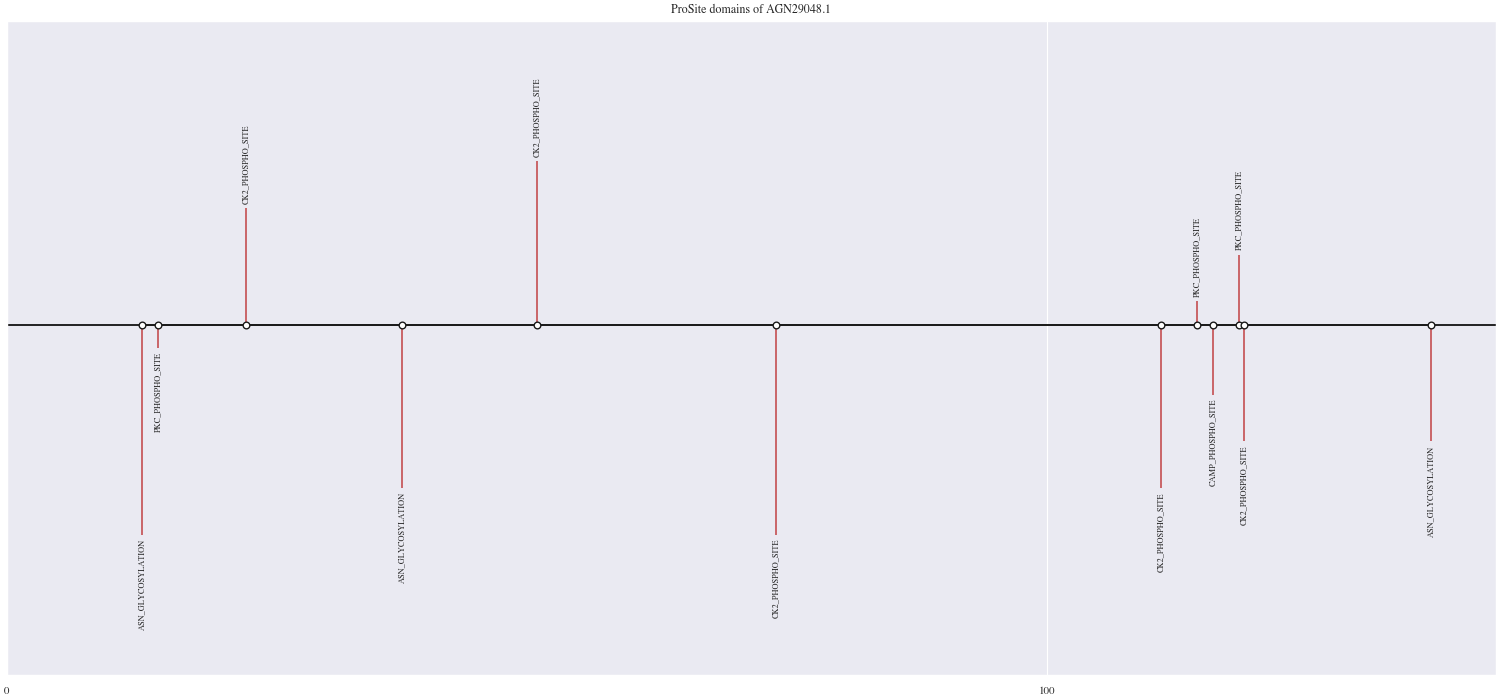 ProSite domains of AGN29048.1
CK2_PHOSPHO_SITE
CK2_PHOSPHO_SITE
PKC_PHOSPHO_SITE
PKC_PHOSPHO_SITE
ASN_GLYCOSYLATION
PKC_PHOSPHO_SITE
ASN_GLYCOSYLATION
CK2_PHOSPHO_SITE
CK2_PHOSPHO_SITE
CAMP_PHOSPHO_SITE
CK2_PHOSPHO_SITE
ASN_GLYCOSYLATION
0
100